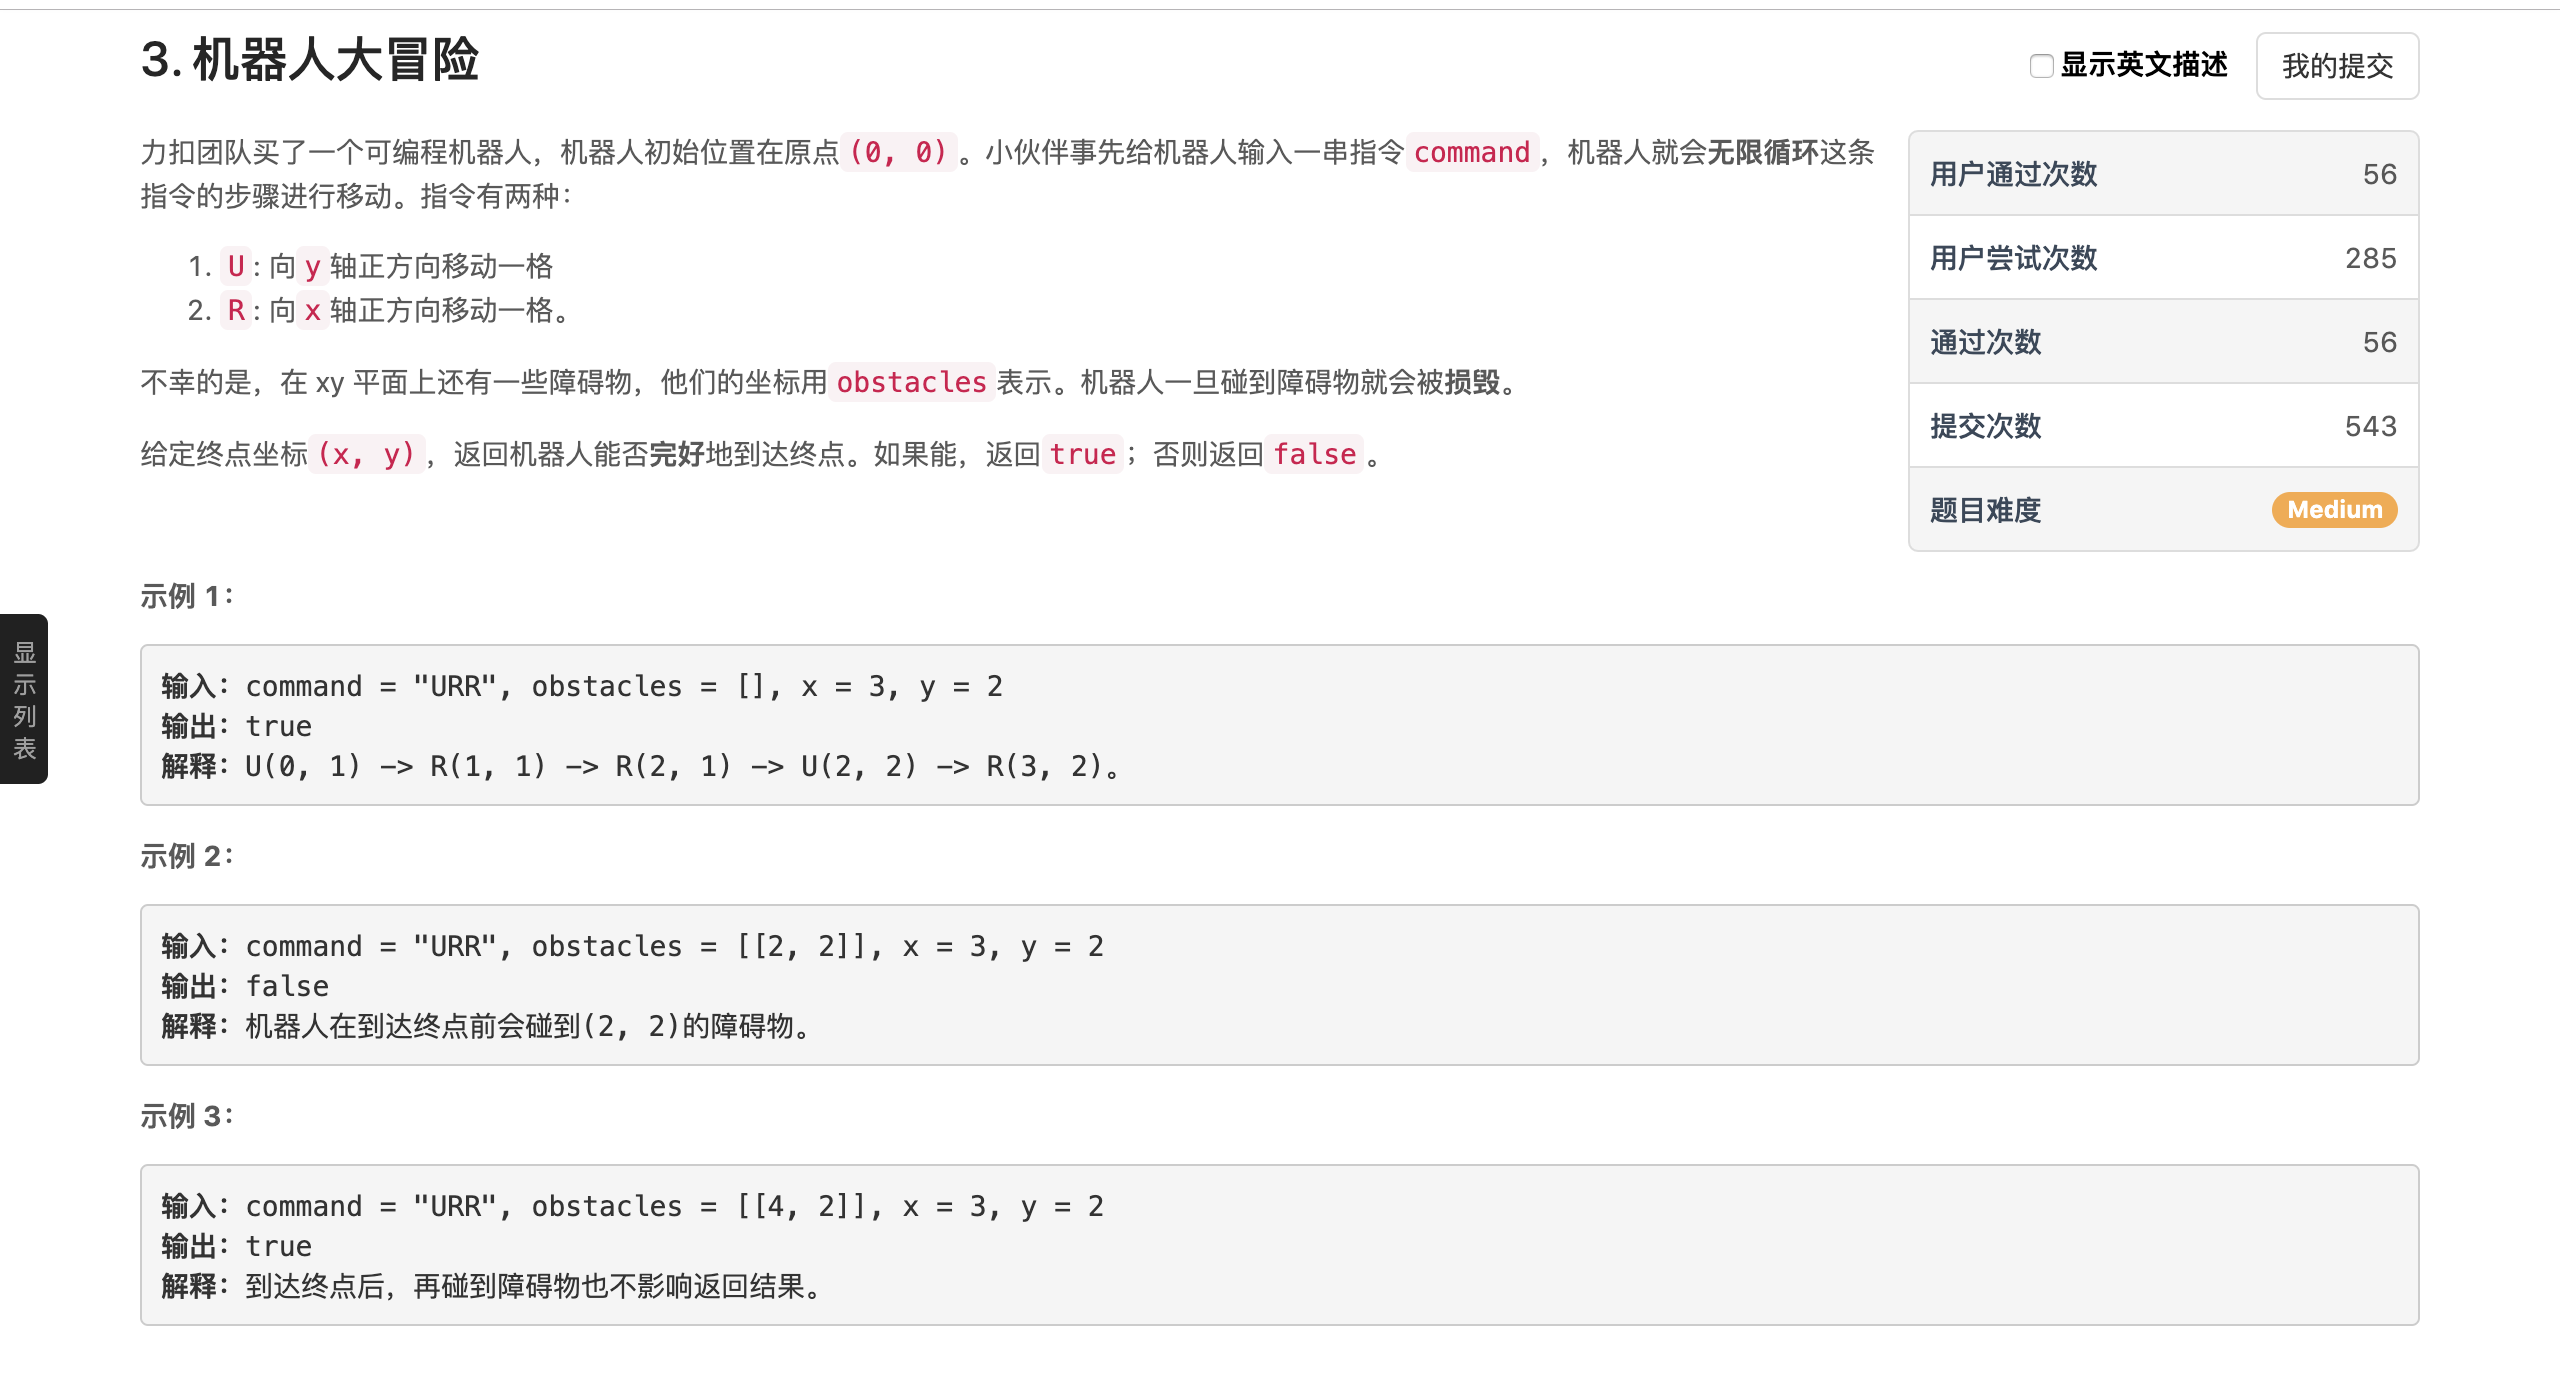 3. 机器人大冒险
显示英文描述
我的提交
力扣团队买了一个可编程机器人，机器人初始位置在原点(0, 0)。小伙伴事先给机器人输入一串指令command，机器人就会无限循环这条
指令的步骤进行移动。指令有两种：
1. U: 向y轴正方向移动一格
2. R: 向x轴正方向移动一格。
不幸的是，在 xy 平面上还有一些障碍物，他们的坐标用obstacles表示。机器人一旦碰到障碍物就会被损毁。
给定终点坐标(x, y)，返回机器人能否完好地到达终点。如果能，返回true；否则返回false。
用户通过次数 56
用户尝试次数 285
通过次数 56
提交次数 543
题目难度 Medium
显示列表
示例 1：
输入：command = "URR", obstacles = [], x = 3, y = 2
输出：true
解释：U(0, 1) -> R(1, 1) -> R(2, 1) -> U(2, 2) -> R(3, 2)。
示例 2：
输入：command = "URR", obstacles = [[2, 2]], x = 3, y = 2
输出：false
解释：机器人在到达终点前会碰到(2, 2)的障碍物。
示例 3：
输入：command = "URR", obstacles = [[4, 2]], x = 3, y = 2
输出：true
解释：到达终点后，再碰到障碍物也不影响返回结果。